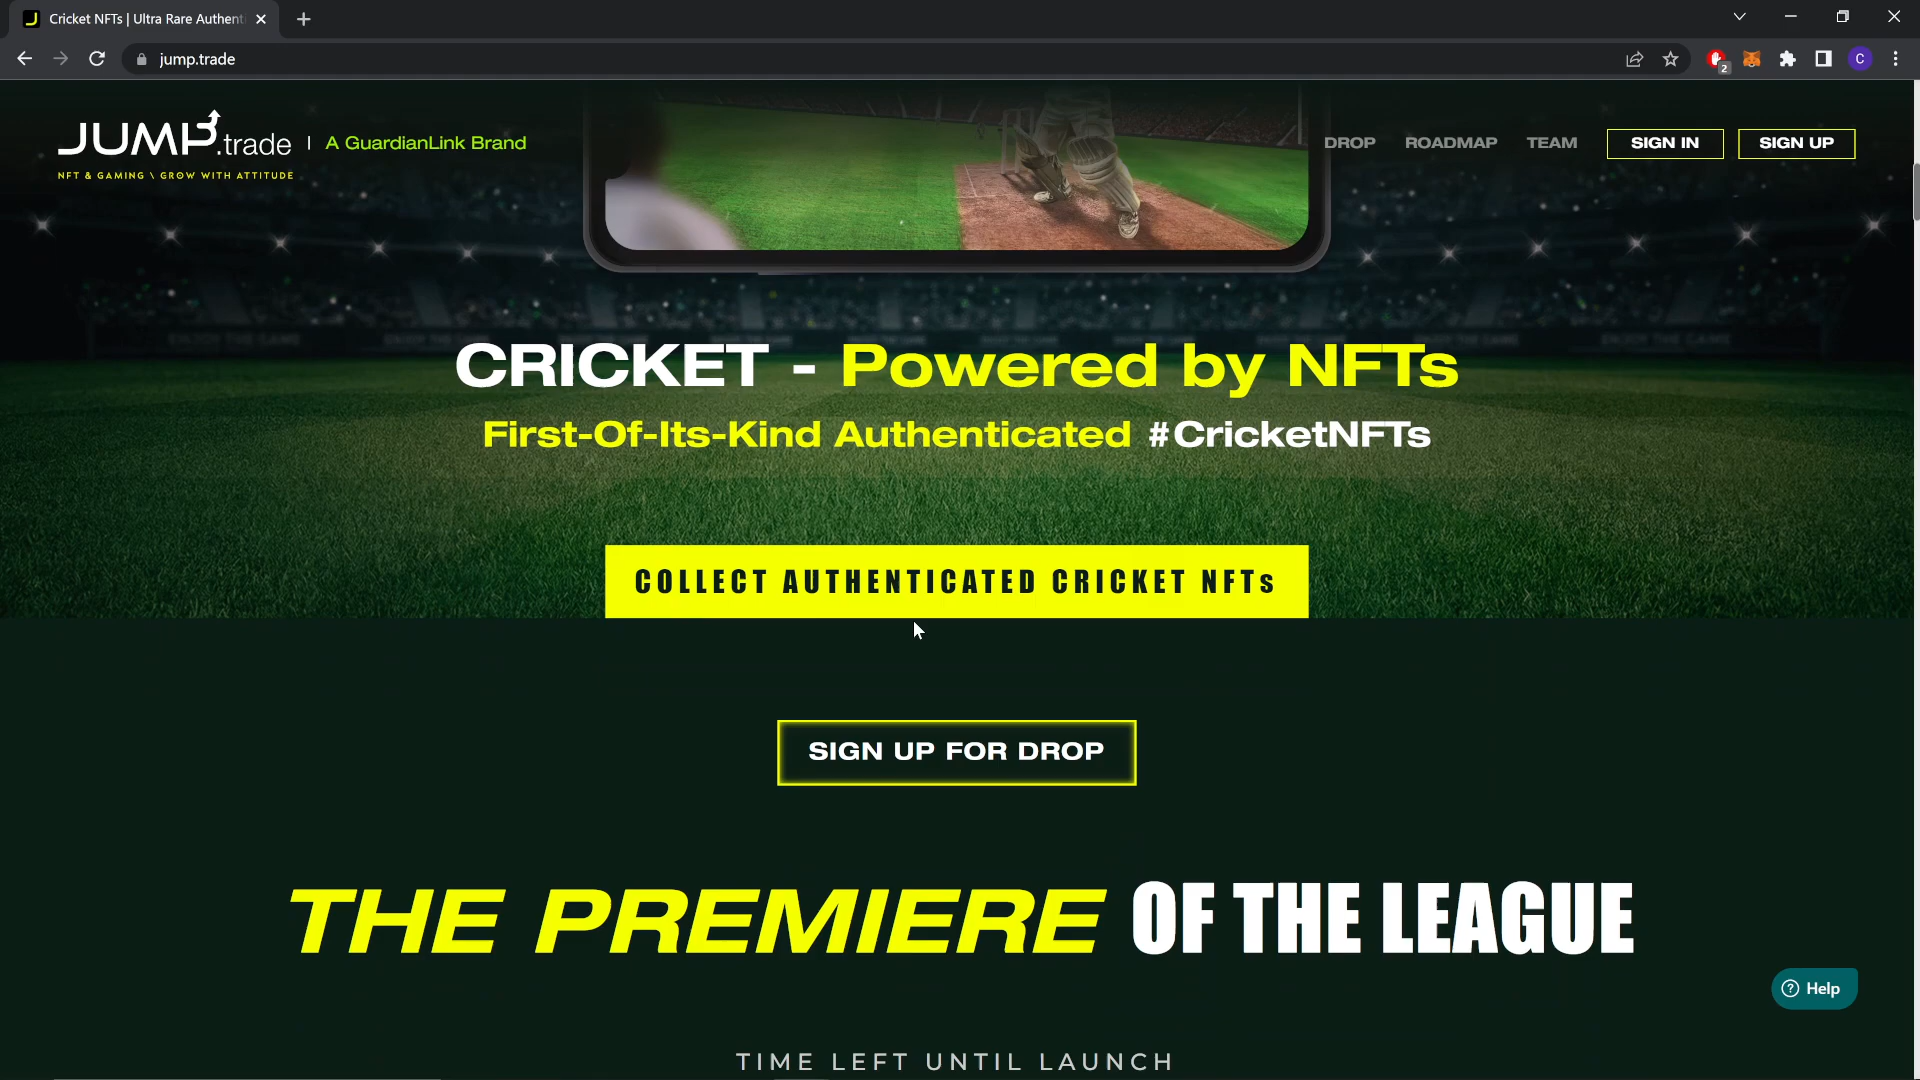 Cricket NFTs | Ultra Rare Authent
jump.trade
2
C
JUMP.trade | A GuardianLink Brand
NFT & GAMING \ GROW WITH ATTITUDE
DROP ROADMAP TEAM SIGN IN SIGN UP
CRICKET - Powered by NFTs
First-Of-Its-Kind Authenticated #CricketNFTs
COLLECT AUTHENTICATED CRICKET NFTs
SIGN UP FOR DROP
THE PREMIERE OF THE LEAGUE
Help
TIME LEFT UNTIL LAUNCH